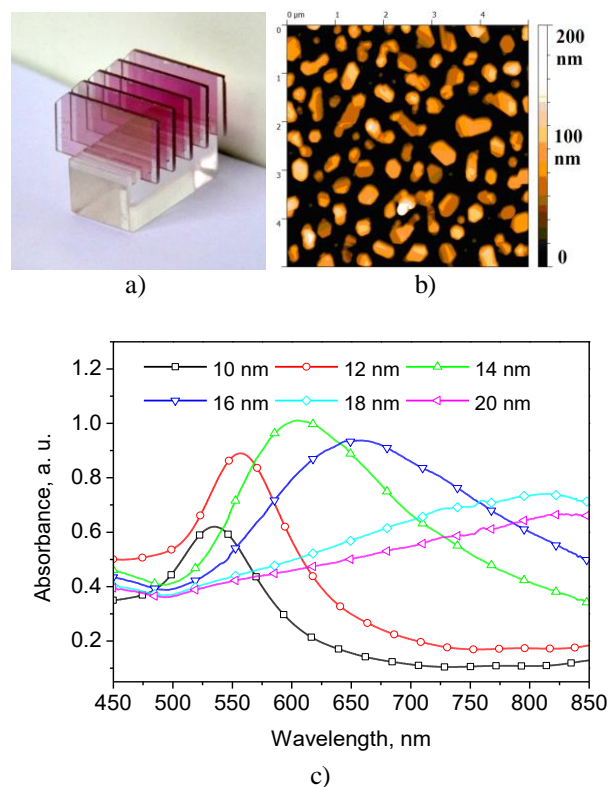 0 µm 1 2 3 4
0
1
2
3
4
200
nm
100
nm
0
a)
b)
1.2
1.0
0.8
0.6
0.4
0.2
10 nm 12 nm 14 nm
16 nm 18 nm 20 nm
Absorbance, a. u.
450 500 550 600 650 700 750 800 850
Wavelength, nm
c)